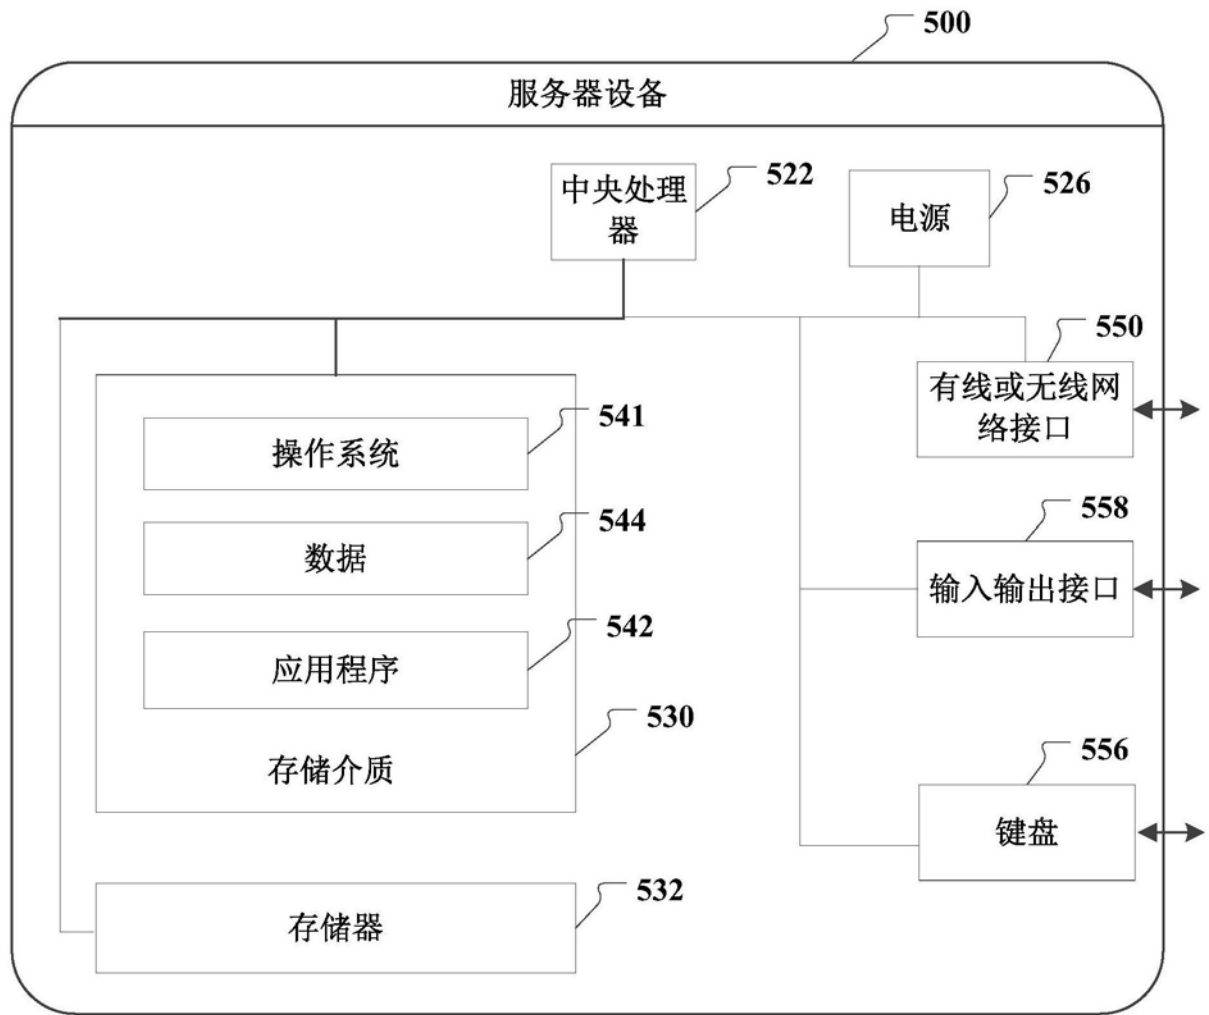 500
服务器设备
中央处理
器
522
电源
526
550
有线或无线网
络接口
541
操作系统
544
数据
558
输入输出接口
542
应用程序
530
存储介质
556
键盘
532
存储器